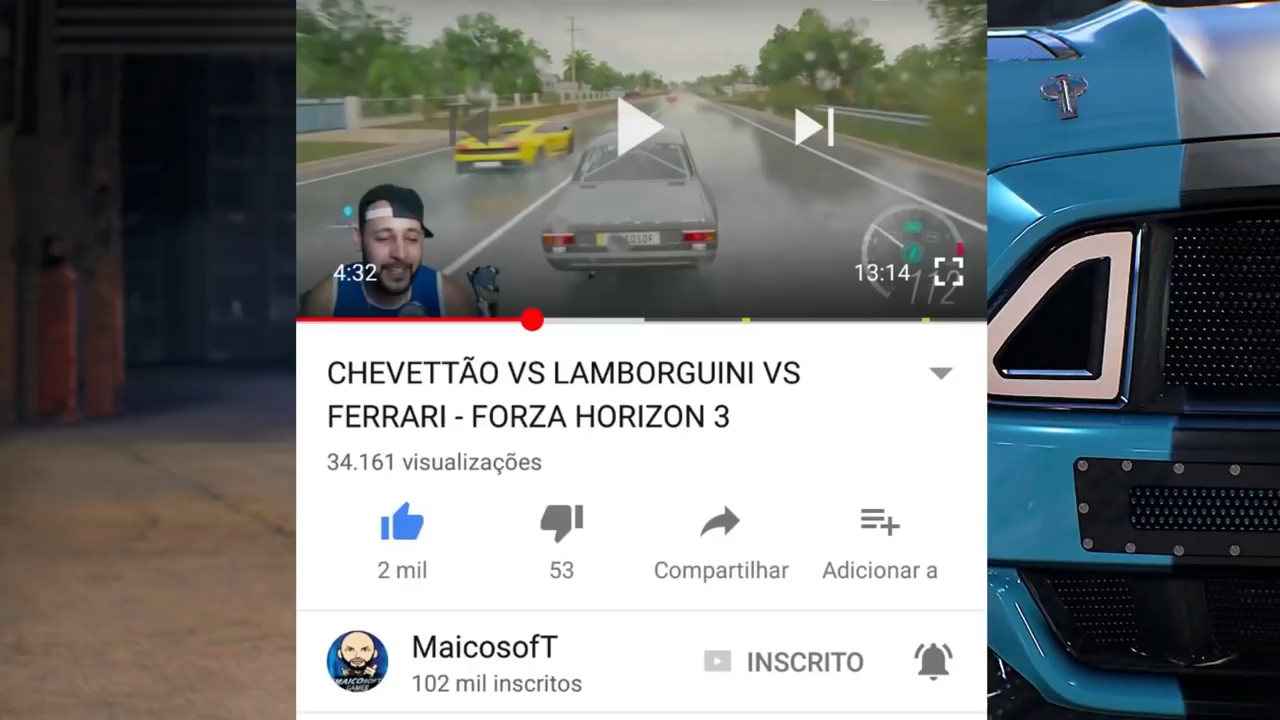 4:32
13:14
112
CHEVETTÃO VS LAMBORGUINI VS
FERRARI - FORZA HORIZON 3
34.161 visualizações
2 mil
53
Compartilhar
Adicionar a
MaicosofT
INSCRITO
102 mil inscritos